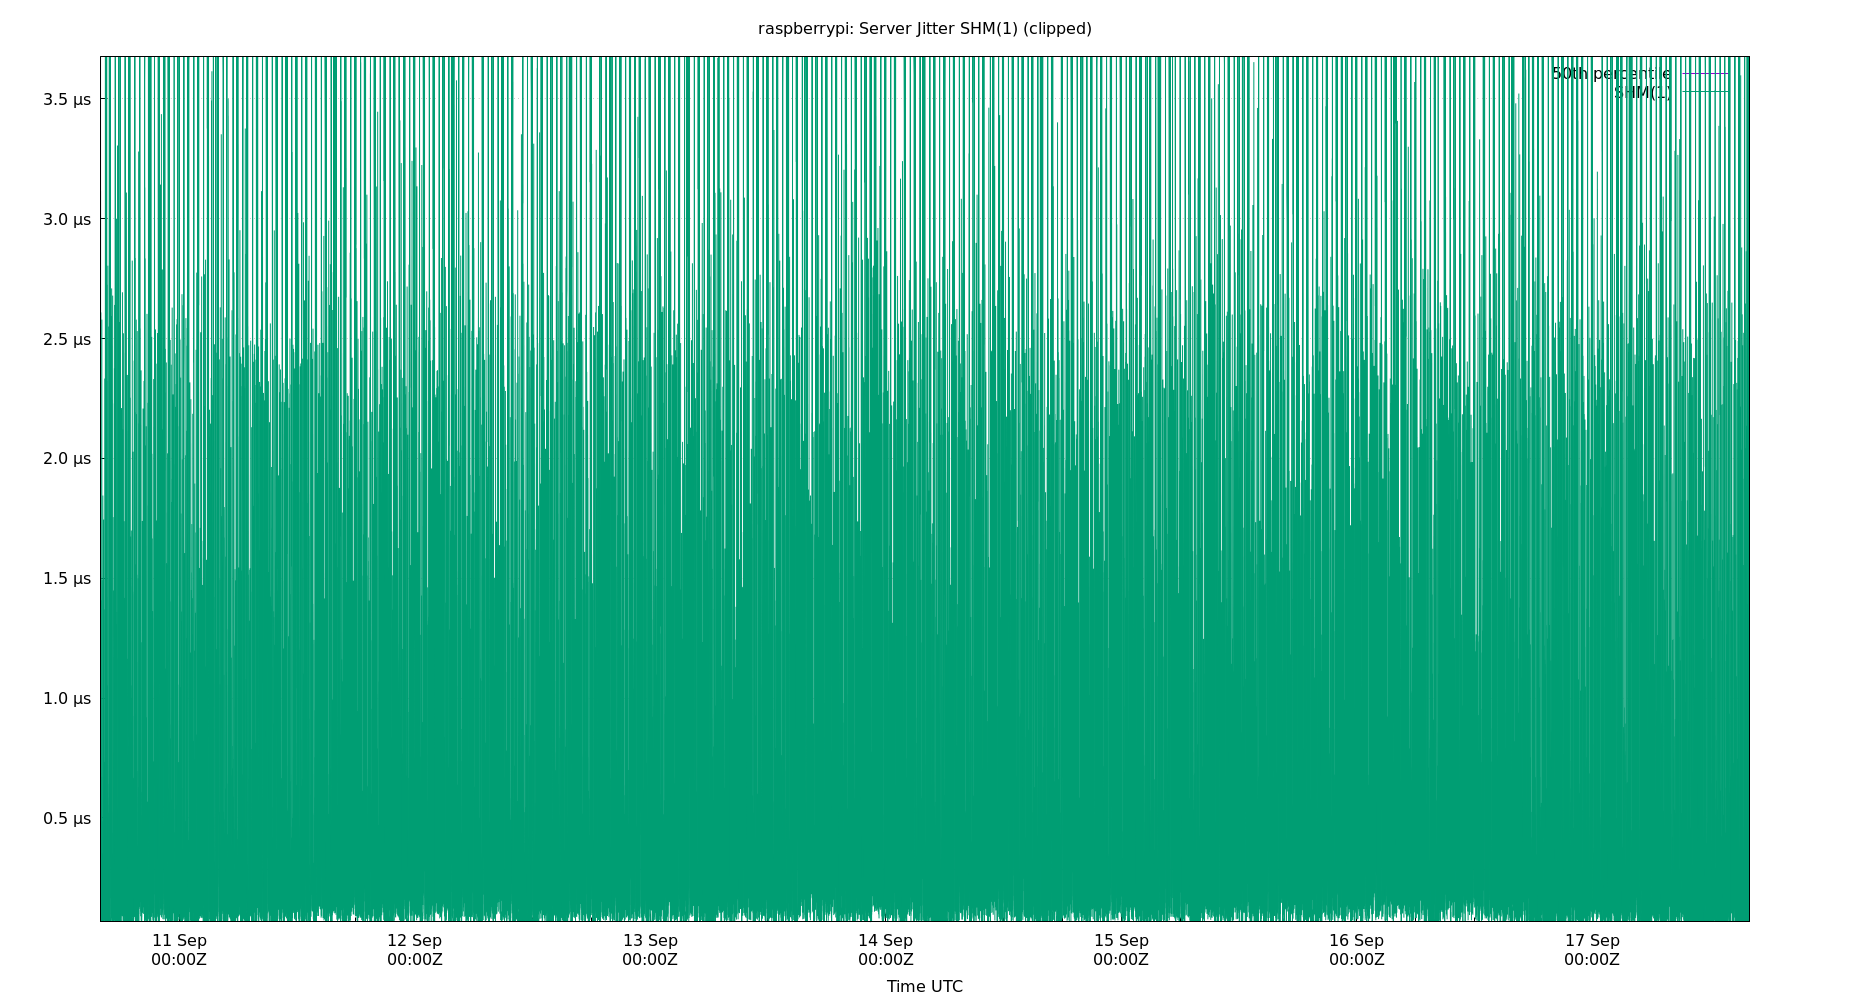 raspberrypi: Server Jitter SHM(1) (clipped)
50th percentile
SHM(1)
3.5 µs
3.0 µs
2.5 µs
2.0 µs
1.5 µs
1.0 µs
0.5 µs
11 Sep 12 Sep 13 Sep 14 Sep 15 Sep 16 Sep 17 Sep
00:00Z 00:00Z 00:00Z 00:00Z 00:00Z 00:00Z 00:00Z
Time UTC